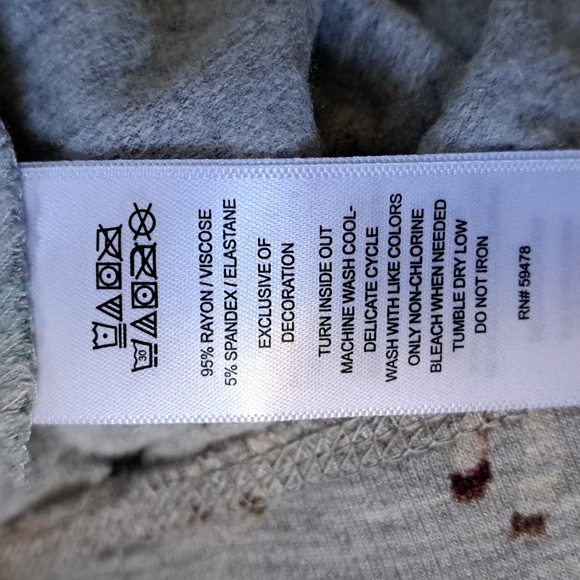 30
95% RAYON / VISCOSE
5% SPANDEX / ELASTANE
EXCLUSIVE OF
DECORATION
TURN INSIDE OUT
MACHINE WASH COOL-
DELICATE CYCLE
WASH WITH LIKE COLORS
ONLY NON-CHLORINE
BLEACH WHEN NEEDED
TUMBLE DRY LOW
DO NOT IRON
RN# 59478